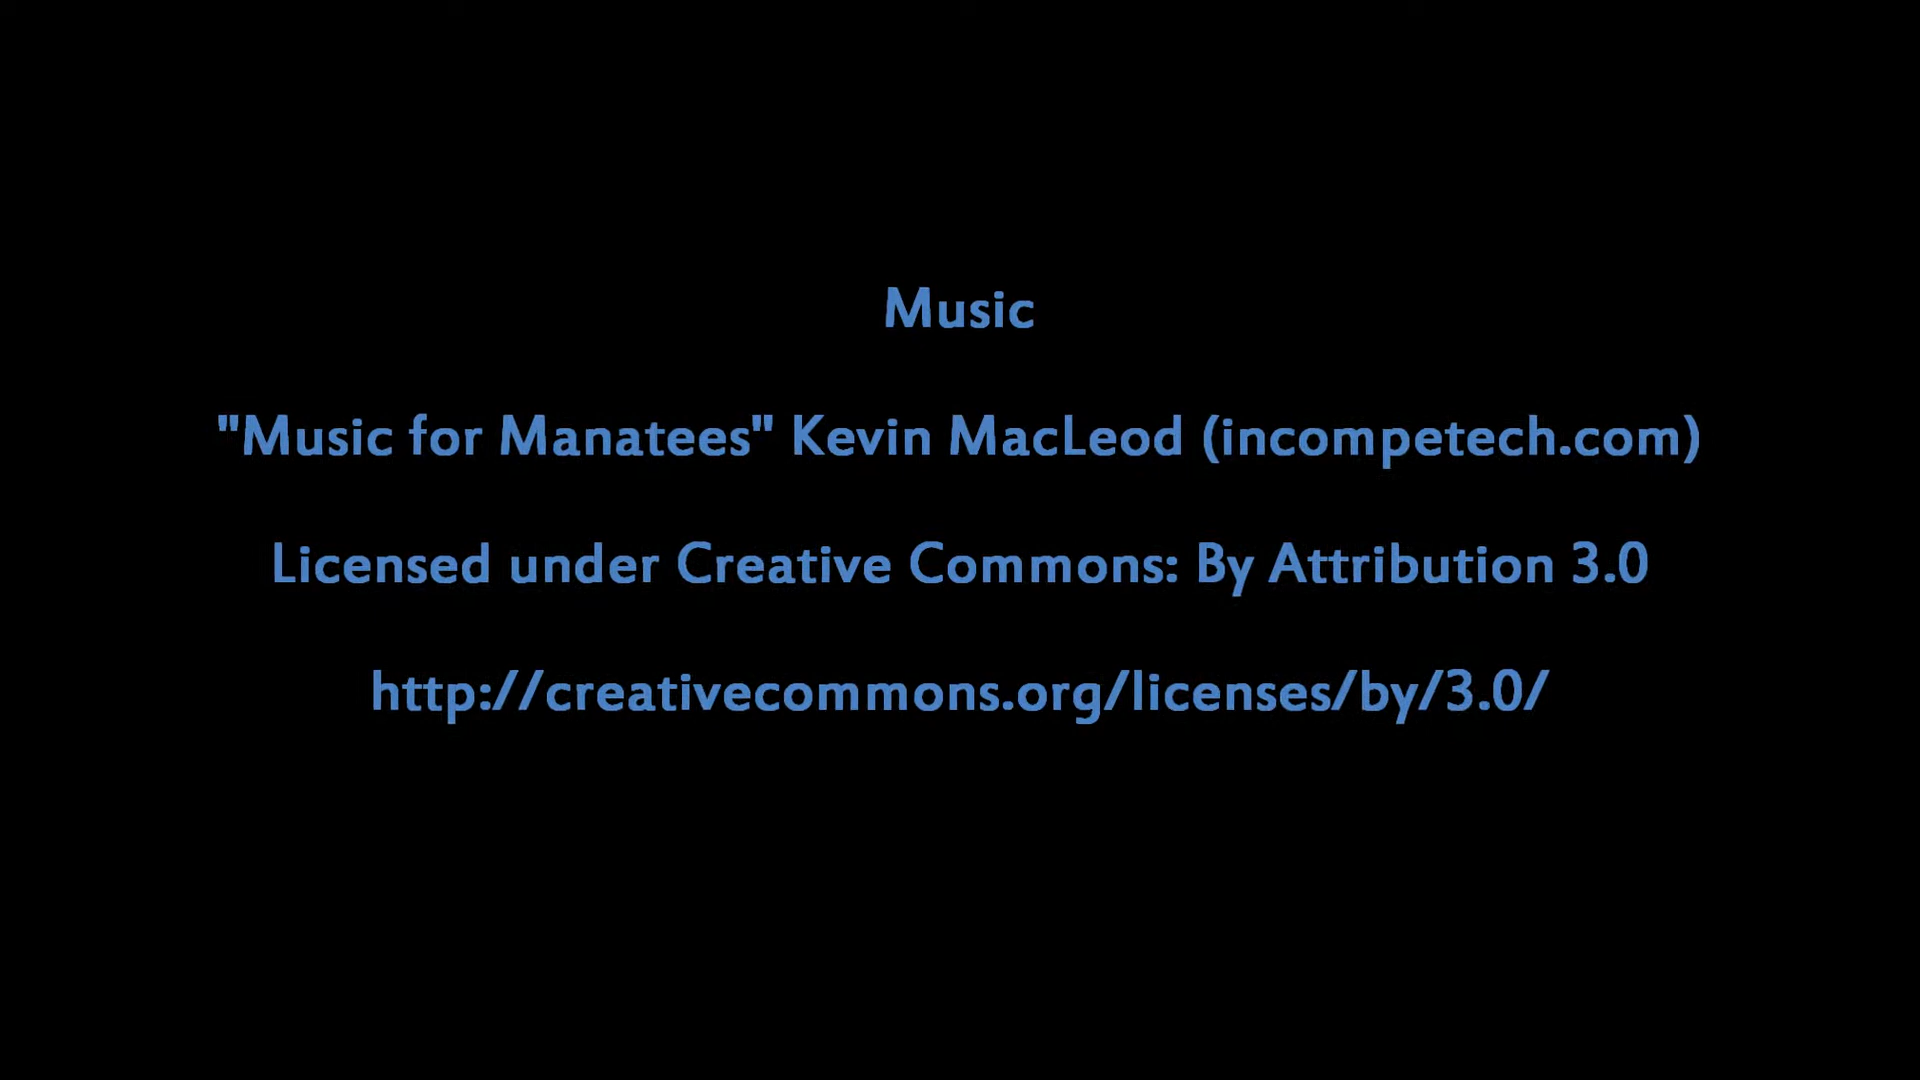 Music
"Music for Manatees" Kevin MacLeod (incompetech.com)
Licensed under Creative Commons: By Attribution 3.0
http://creativecommons.org/licenses/by/3.0/